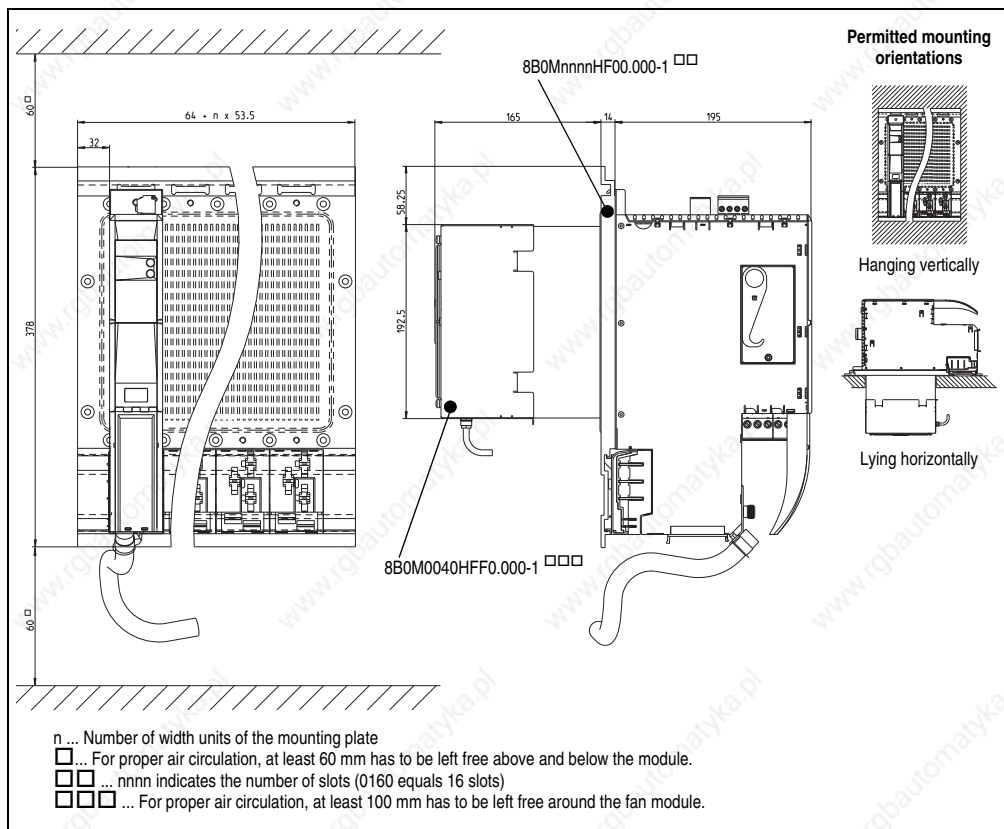 8B0MnnnnHF00.000-1 □□
Permitted mounting
orientations
60□
64 + n x 53.5
32
165
14
195
58.25
Hanging vertically
378
192.5
Lying horizontally
8B0M0040HFF0.000-1 □□□
60□
n ... Number of width units of the mounting plate
□... For proper air circulation, at least 60 mm has to be left free above and below the module.
□□ ... nnnn indicates the number of slots (0160 equals 16 slots)
□□□ ... For proper air circulation, at least 100 mm has to be left free around the fan module.
www.rgbautomatyka.pl